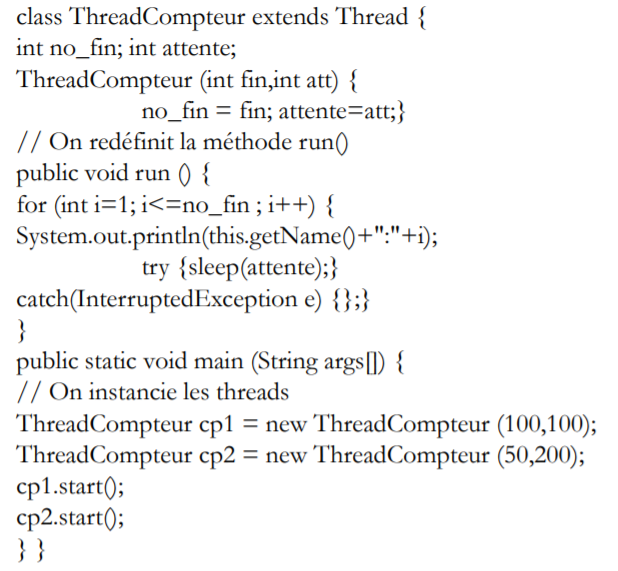 class ThreadCompteur extends Thread {
int no_fin; int attente;
ThreadCompteur (int fin,int att) {
no_fin = fin; attente=att;}
// On redéfinit la méthode run()
public void run () {
for (int i=1; i<=no_fin ; i++) {
System.out.println(this.getName()+":"+i);
try {sleep(attente);}
catch(InterruptedException e) {};}
}
public static void main (String args[]) {
// On instancie les threads
ThreadCompteur cp1 = new ThreadCompteur (100,100);
ThreadCompteur cp2 = new ThreadCompteur (50,200);
cp1.start();
cp2.start();
} }